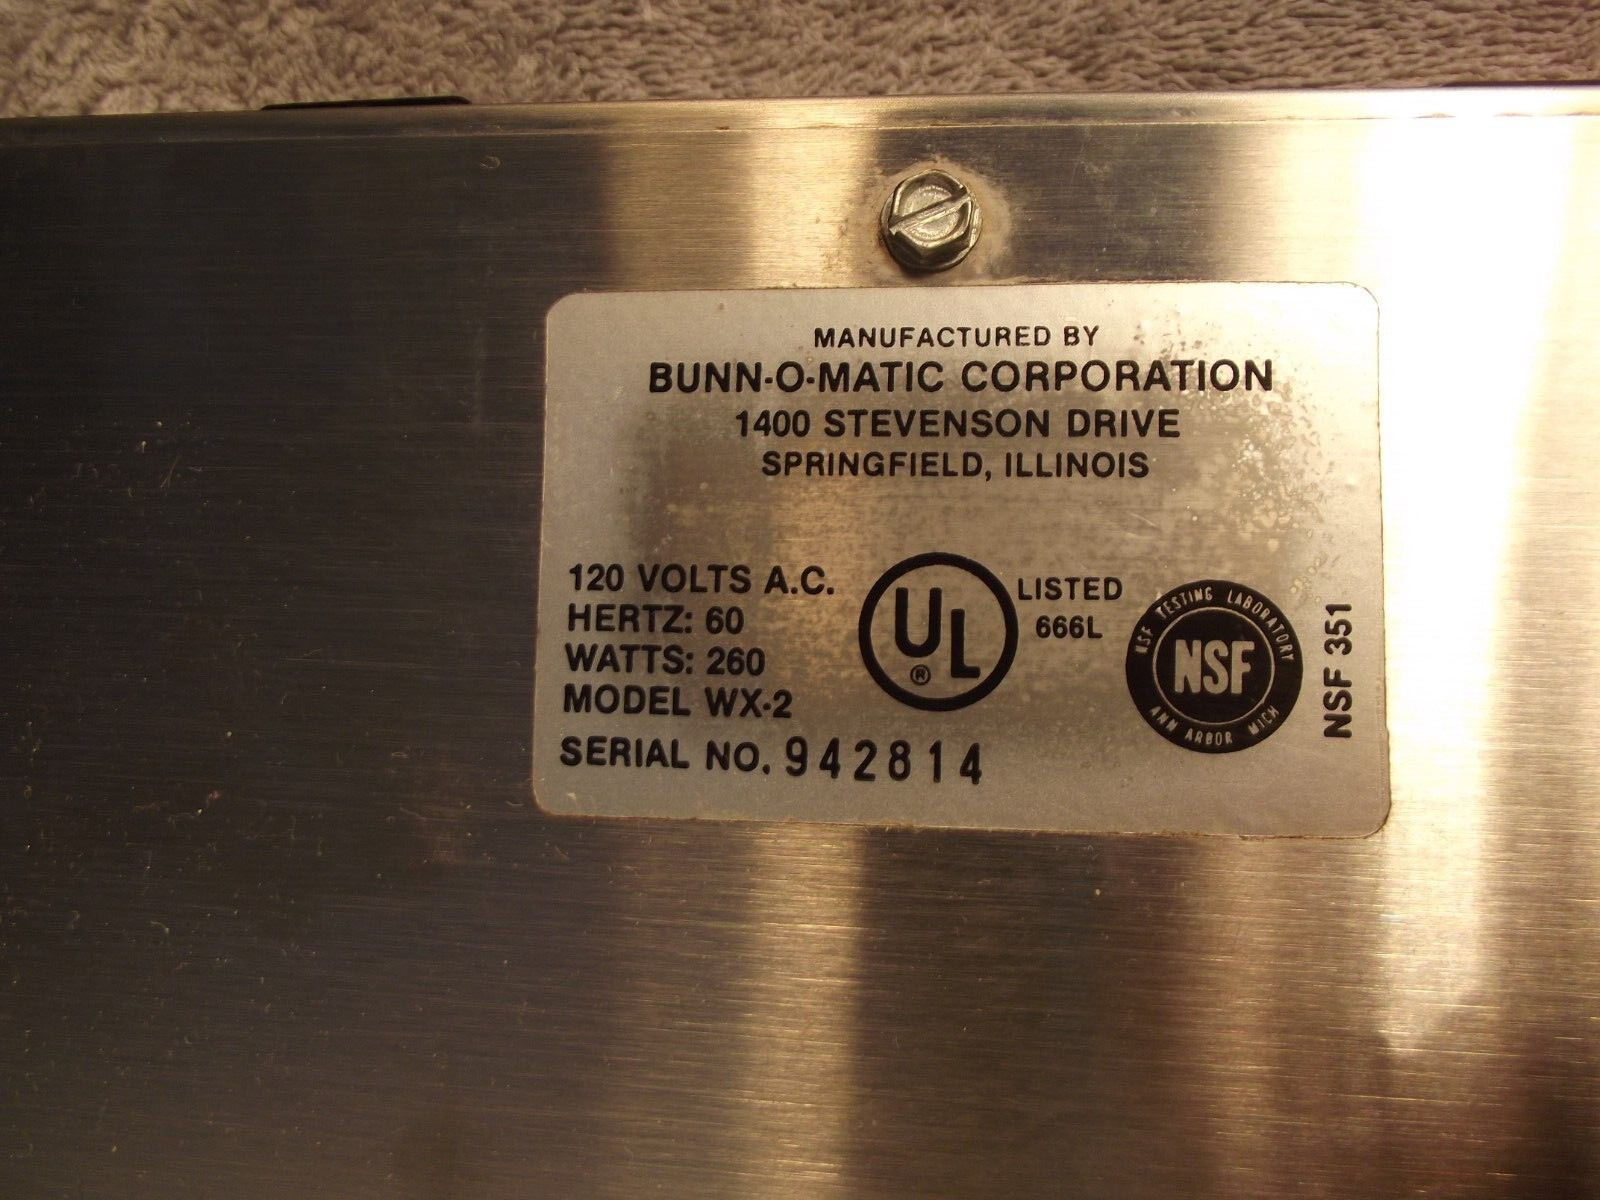 MANUFACTURED BY
BUNN-O-MATIC CORPORATION
1400 STEVENSON DRIVE
SPRINGFIELD, ILLINOIS
120 VOLTS A.C.
HERTZ: 60
WATTS: 260
MODEL WX-2
SERIAL NO. 942814
UL
®
LISTED
666L
NSF TESTING LABORATORY
NSF
ANN ARBOR MICH
NSF 351